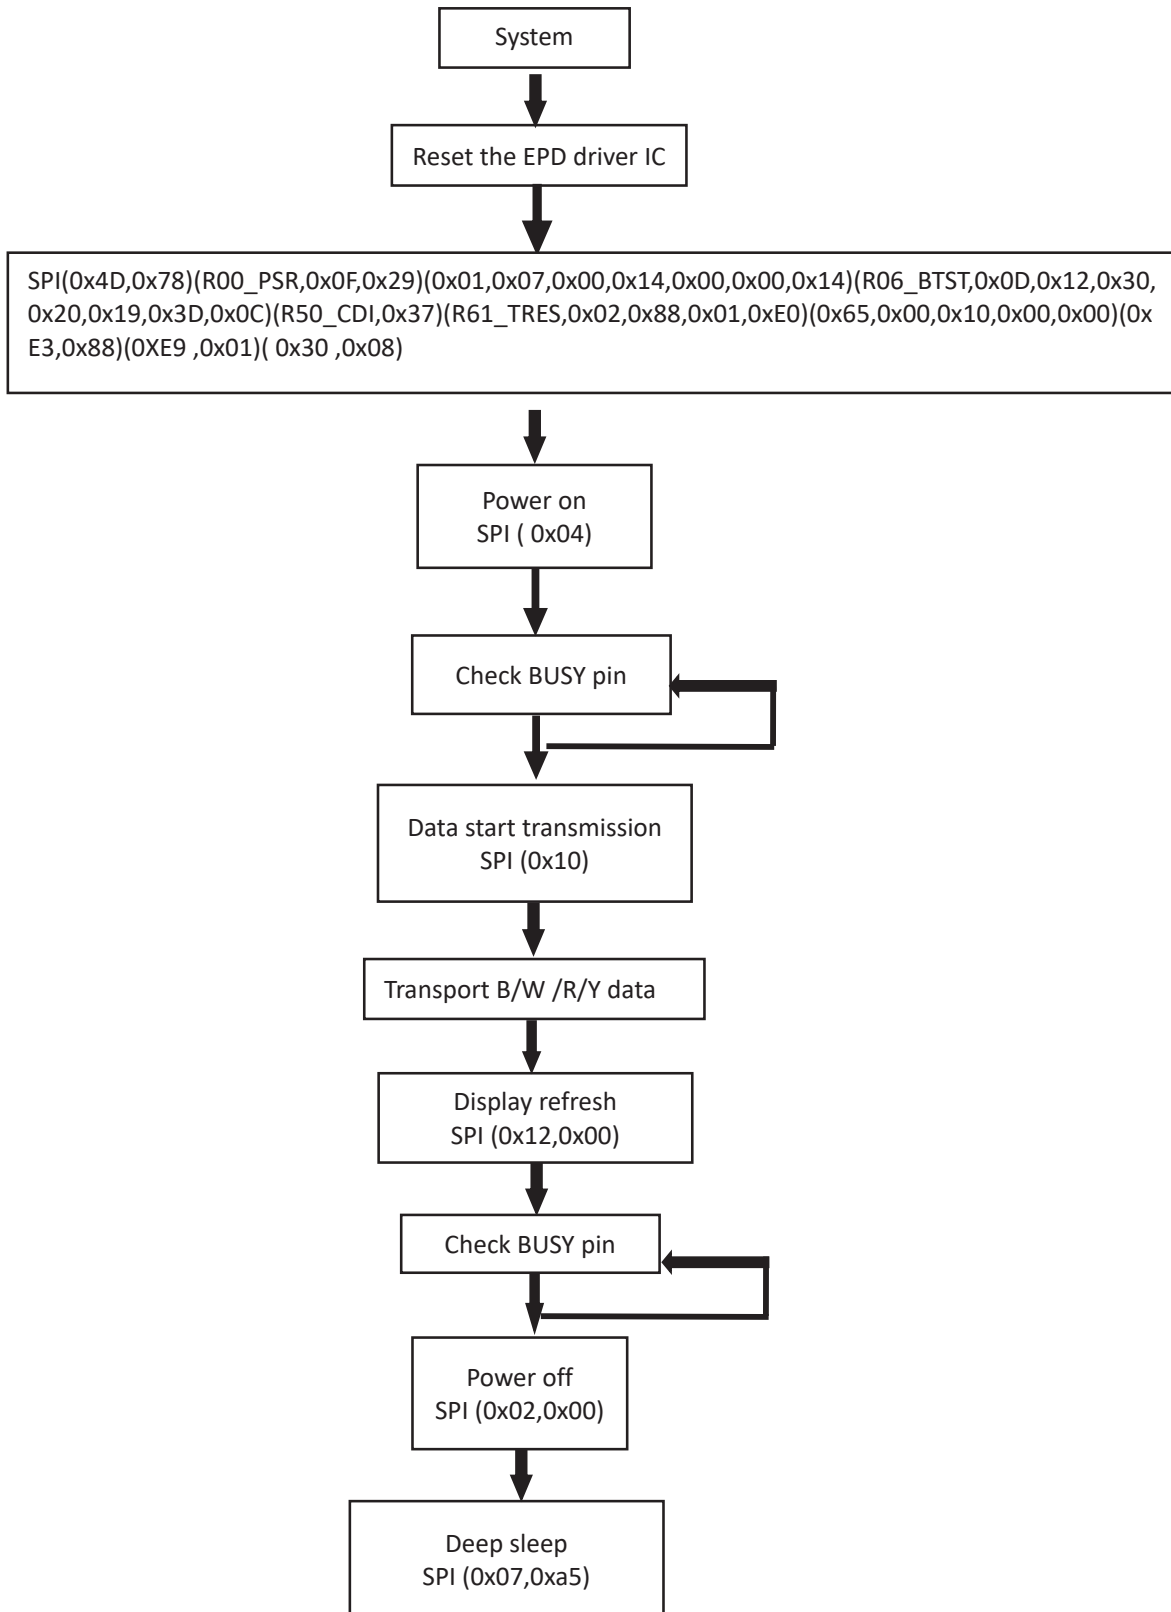 System
Reset the EPD driver IC
SPI(0x4D,0x78)(R00_PSR,0x0F,0x29)(0x01,0x07,0x00,0x14,0x00,0x00,0x14)(R06_BTST,0x0D,0x12,0x30,
0x20,0x19,0x3D,0x0C)(R50_CDI,0x37)(R61_TRES,0x02,0x88,0x01,0xE0)(0x65,0x00,0x10,0x00,0x00)(0x
E3,0x88)(0XE9 ,0x01)( 0x30 ,0x08)
Power on
SPI ( 0x04)
Check BUSY pin
Data start transmission
SPI (0x10)
Transport B/W /R/Y data
Display refresh
SPI (0x12,0x00)
Check BUSY pin
Power off
SPI (0x02,0x00)
Deep sleep
SPI (0x07,0xa5)